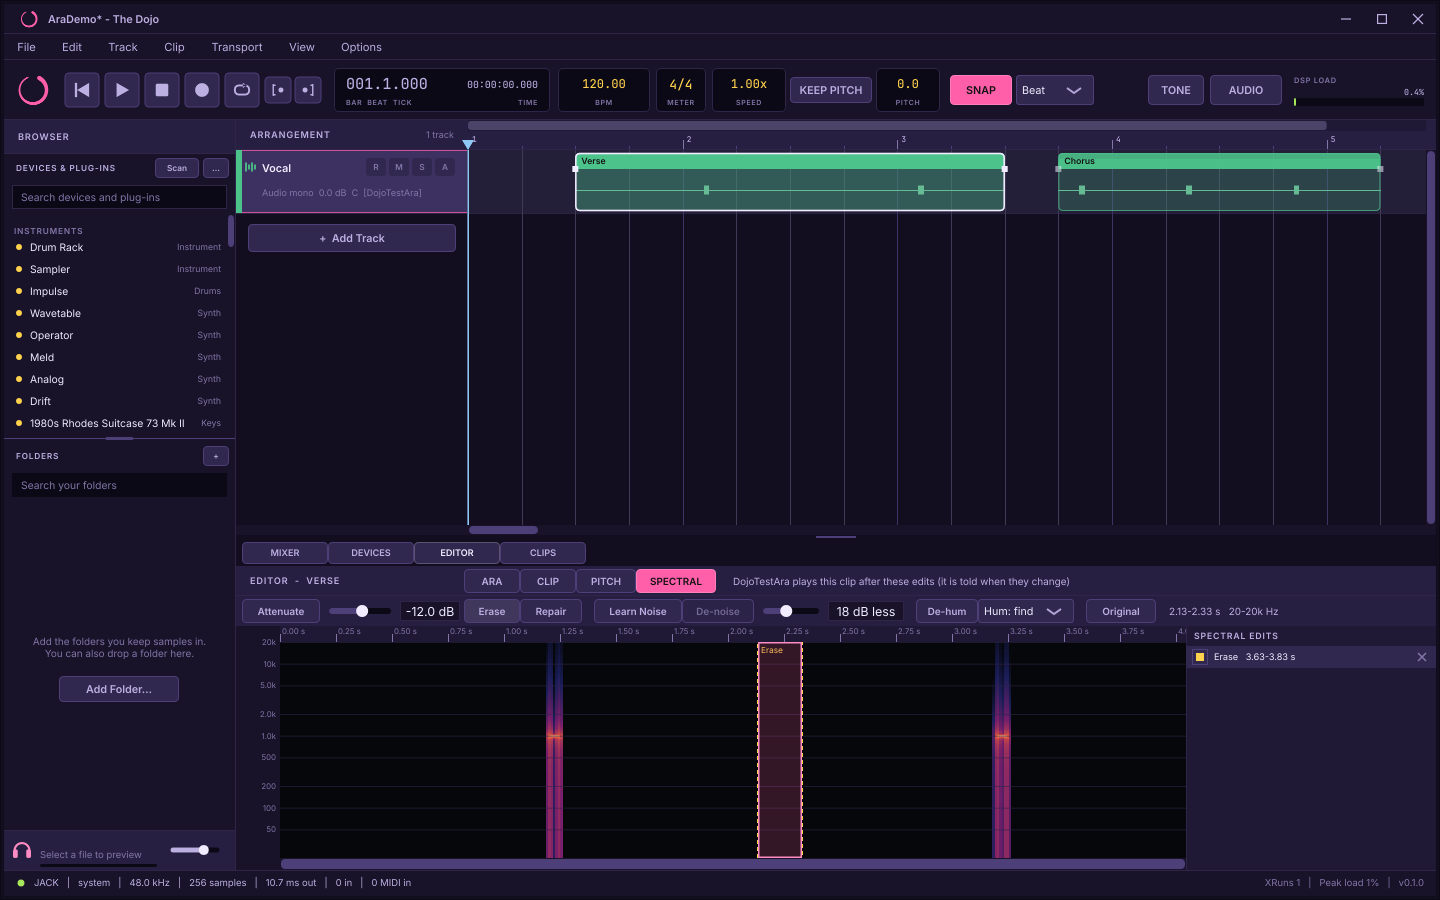 AraDemo* - The Dojo
File Edit Track Clip Transport View Options
001.1.000 00:00:00.000
BAR BEAT TICK TIME
120.00
BPM
4/4
METER
1.00x
SPEED
KEEP PITCH
0.0
PITCH
SNAP
Beat
TONE
AUDIO
DSP LOAD
0.4%
BROWSER
DEVICES & PLUG-INS
Scan
...
Search devices and plug-ins
INSTRUMENTS
Drum Rack Instrument
Sampler Instrument
Impulse Drums
Wavetable Synth
Operator Synth
Meld Synth
Analog Synth
Drift Synth
1980s Rhodes Suitcase 73 Mk II Keys
FOLDERS
+
Search your folders
Add the folders you keep samples in.
You can also drop a folder here.
Add Folder...
Select a file to preview
ARRANGEMENT 1 track
1 2 3 4 5
Vocal R M S A
Audio mono 0.0 dB C [DojoTestAra]
+ Add Track
Verse
Chorus
MIXER DEVICES EDITOR CLIPS
EDITOR - VERSE
ARA CLIP PITCH SPECTRAL
DojoTestAra plays this clip after these edits (it is told when they change)
Attenuate -12.0 dB Erase Repair Learn Noise De-noise 18 dB less De-hum Hum: find Original 2.13-2.33 s 20-20k Hz
0.00 s 0.25 s 0.50 s 0.75 s 1.00 s 1.25 s 1.50 s 1.75 s 2.00 s 2.25 s 2.50 s 2.75 s 3.00 s 3.25 s 3.50 s 3.75 s 4.0
20k
10k
5.0k
2.0k
1.0k
500
200
100
50
Erase
SPECTRAL EDITS
Erase 3.63-3.83 s
JACK | system | 48.0 kHz | 256 samples | 10.7 ms out | 0 in | 0 MIDI in
XRuns 1 | Peak load 1% | v0.1.0